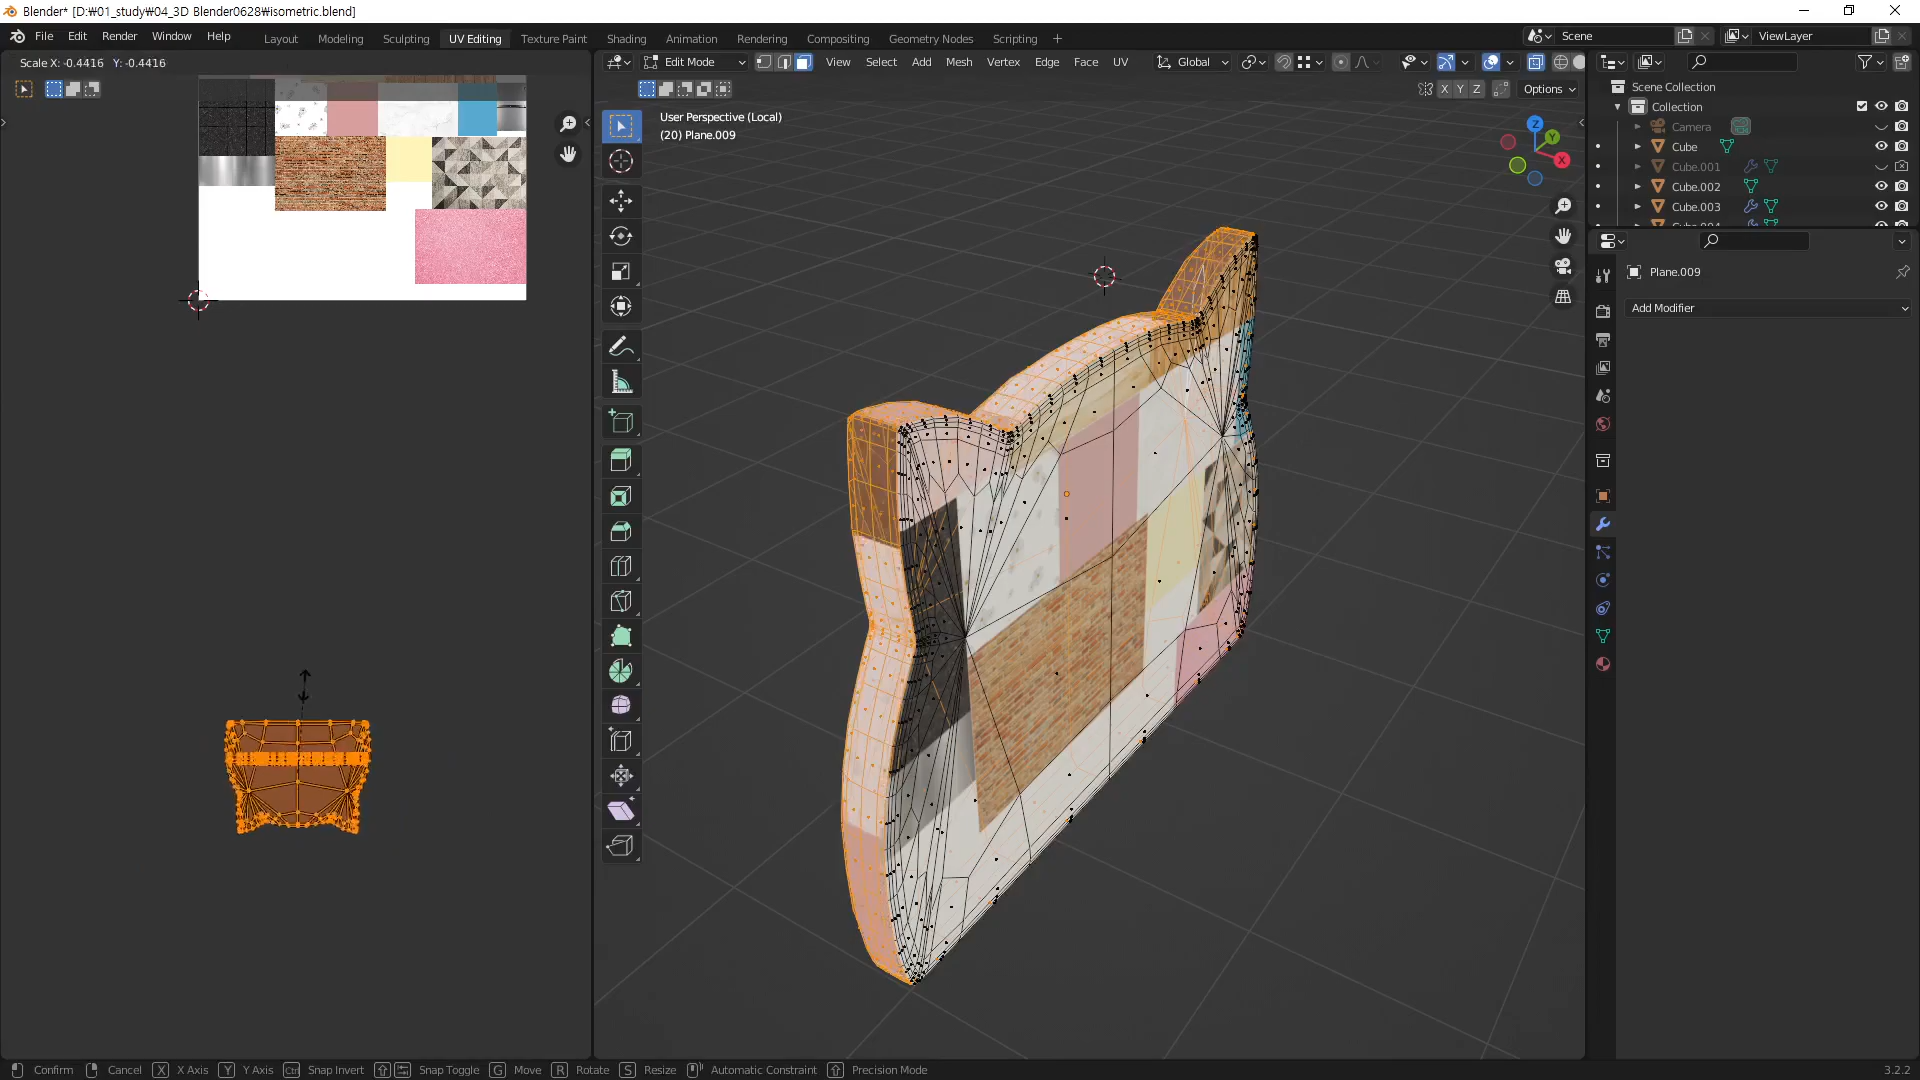 Blender* [D:₩01_study₩04_3D Blender0628₩isometric.blend]
File Edit Render Window Help
Layout Modeling Sculpting UV Editing Texture Paint Shading Animation Rendering Compositing Geometry Nodes Scripting
Scene
ViewLayer
Scale X: -0.4416 Y: -0.4416
Edit Mode
View Select Add Mesh Vertex Edge Face UV
Global
X Y Z
Options
User Perspective (Local)
(20) Plane.009
Z
Y
X
Scene Collection
Collection
Camera
Cube
Cube.001
Cube.002
Cube.003
Plane.009
Add Modifier
Confirm Cancel X X Axis Y Y Axis Ctrl Snap Invert Snap Toggle G Move R Rotate S Resize Automatic Constraint Precision Mode
3.2.2